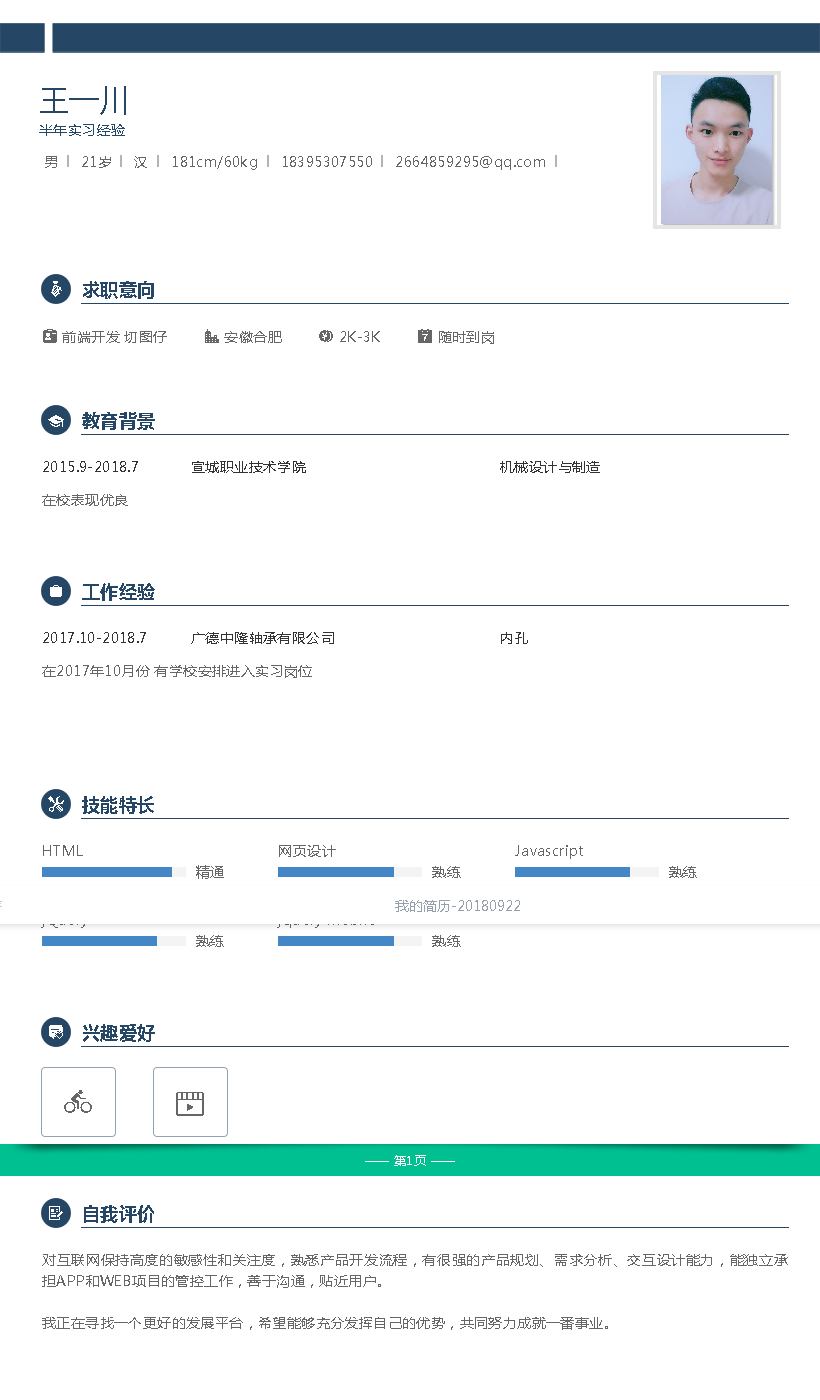 王一川
半年实习经验
男 | 21岁 | 汉 | 181cm/60kg | 18395307550 | 2664859295@qq.com |
求职意向
前端开发 切图仔 安徽合肥 2K-3K 随时到岗
教育背景
2015.9-2018.7 宣城职业技术学院 机械设计与制造
在校表现优良
工作经验
2017.10-2018.7 广德中隆轴承有限公司 内孔
在2017年10月份 有学校安排进入实习岗位
技能特长
HTML 网页设计 Javascript
精通 熟练 熟练
我的简历-20180922
熟练 熟练
兴趣爱好
第1页
自我评价
对互联网保持高度的敏感性和关注度，熟悉产品开发流程，有很强的产品规划、需求分析、交互设计能力，能独立承
担APP和WEB项目的管控工作，善于沟通，贴近用户。
我正在寻找一个更好的发展平台，希望能够充分发挥自己的优势，共同努力成就一番事业。